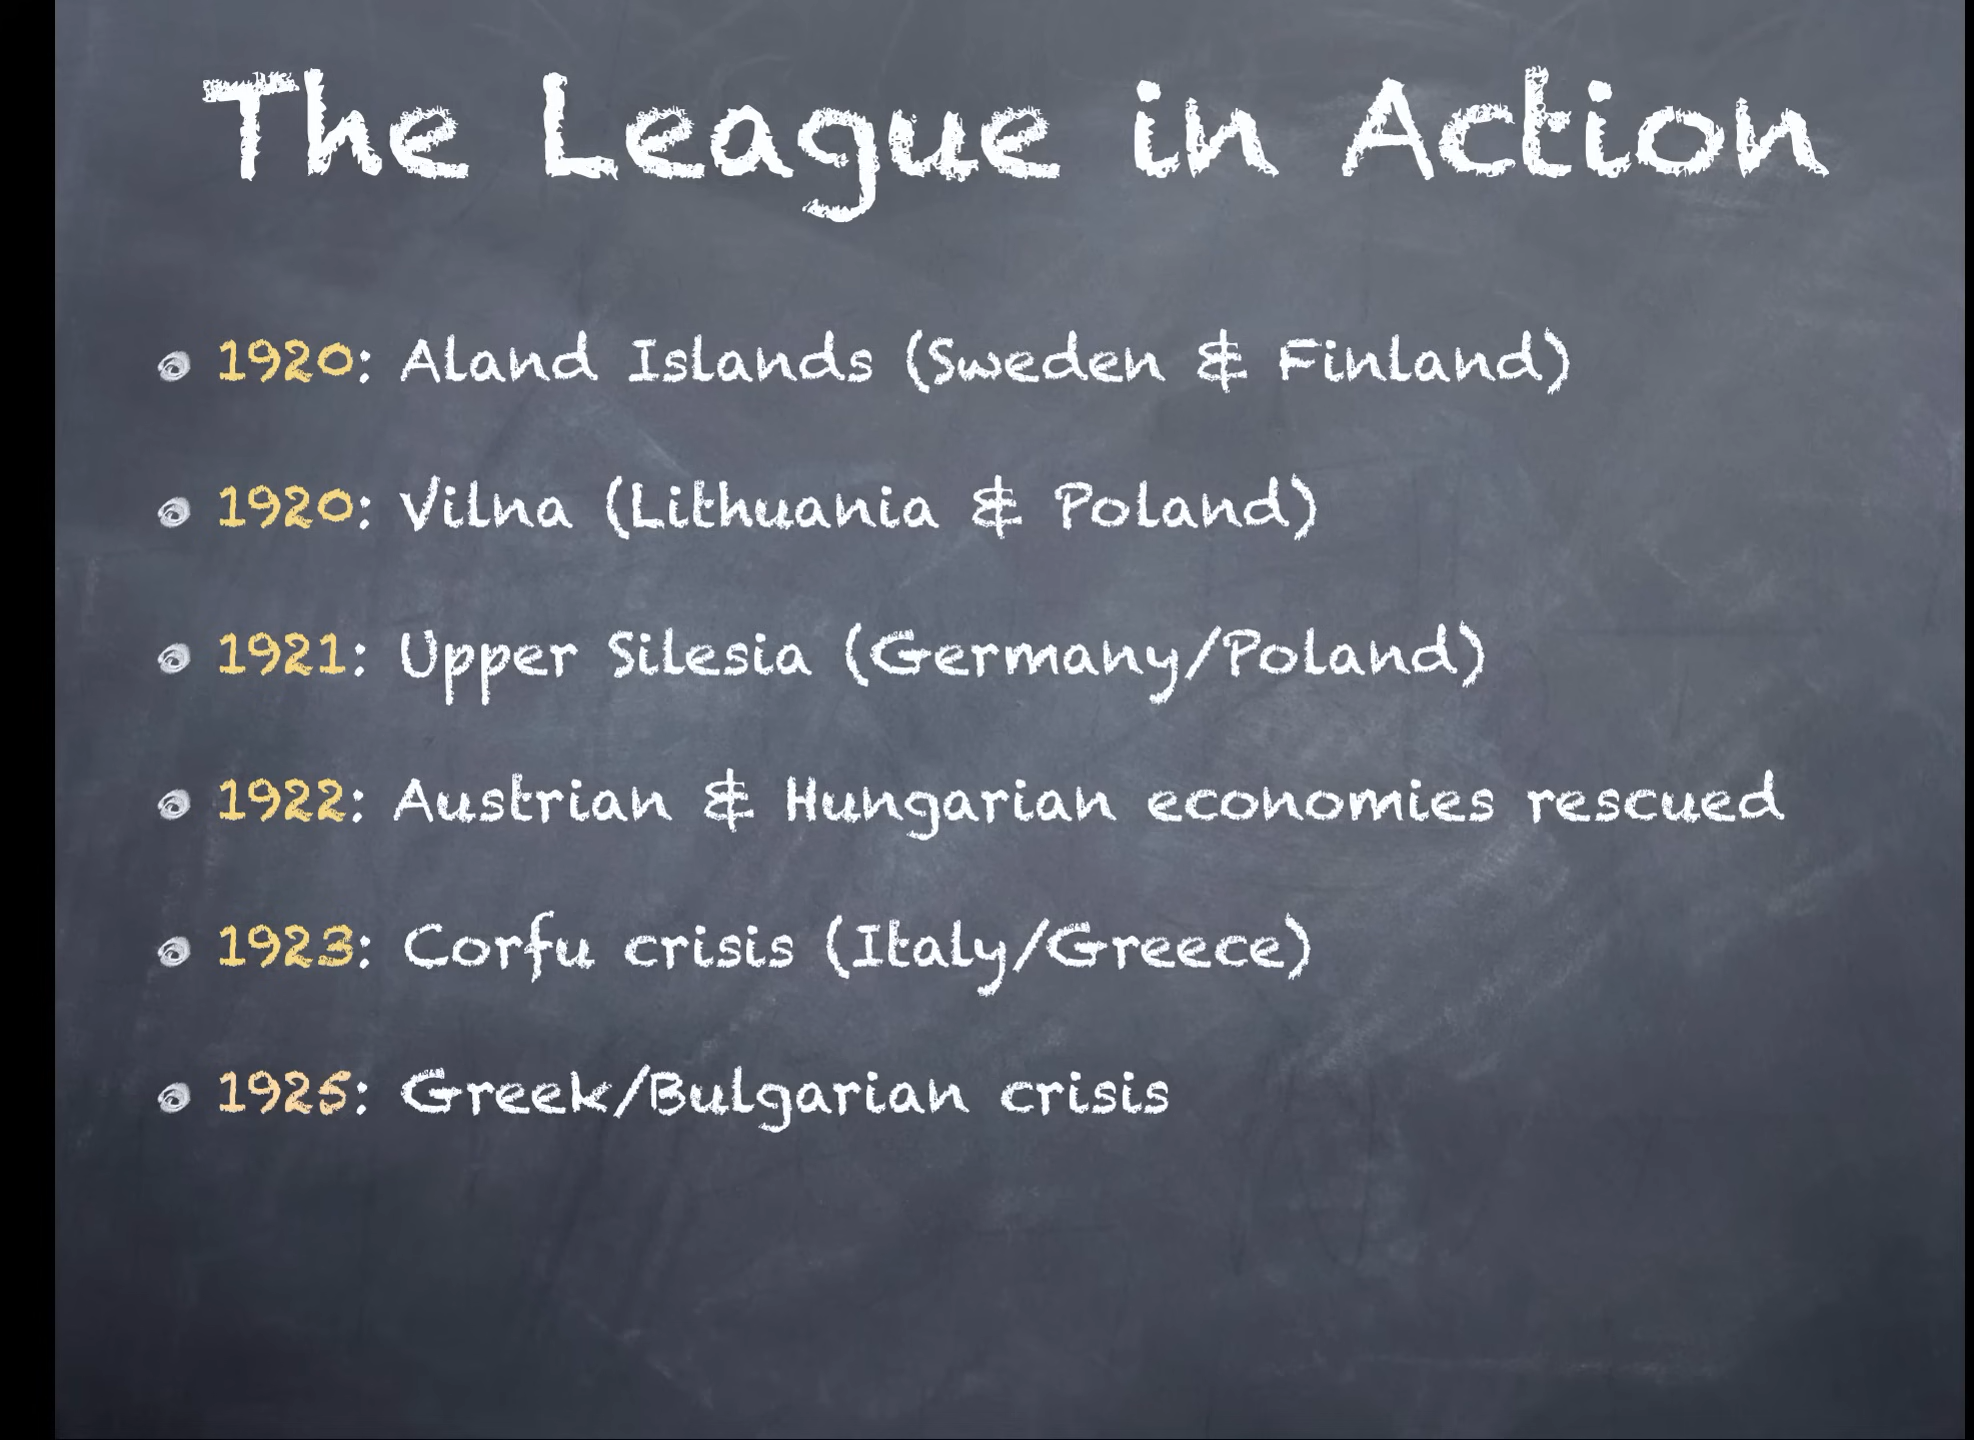 The League in Action
1920: Aland Islands (Sweden & Finland)
1920: Vilna (Lithuania & Poland)
1921: Upper Silesia (Germany/Poland)
1922: Austrian & Hungarian economies rescued
1923: Corfu crisis (Italy/Greece)
1925: Greek/Bulgarian crisis